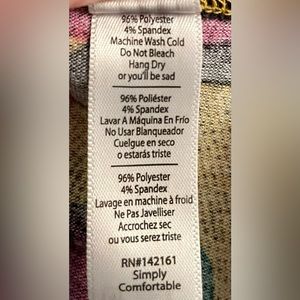 96% Polyester
4% Spandex
Machine Wash Cold
Do Not Bleach
Hang Dry
or you'll be sad
96% Poliéster
4% Spandex
Lavar A Máquina En Frío
No Usar Blanqueador
Cuelgue en seco
o estarás triste
96% Polyester
4% Spandex
Lavage en machine à froid
Ne Pas Javelliser
Accrochez sec
ou vous serez triste
RN#142161
Simply
Comfortable